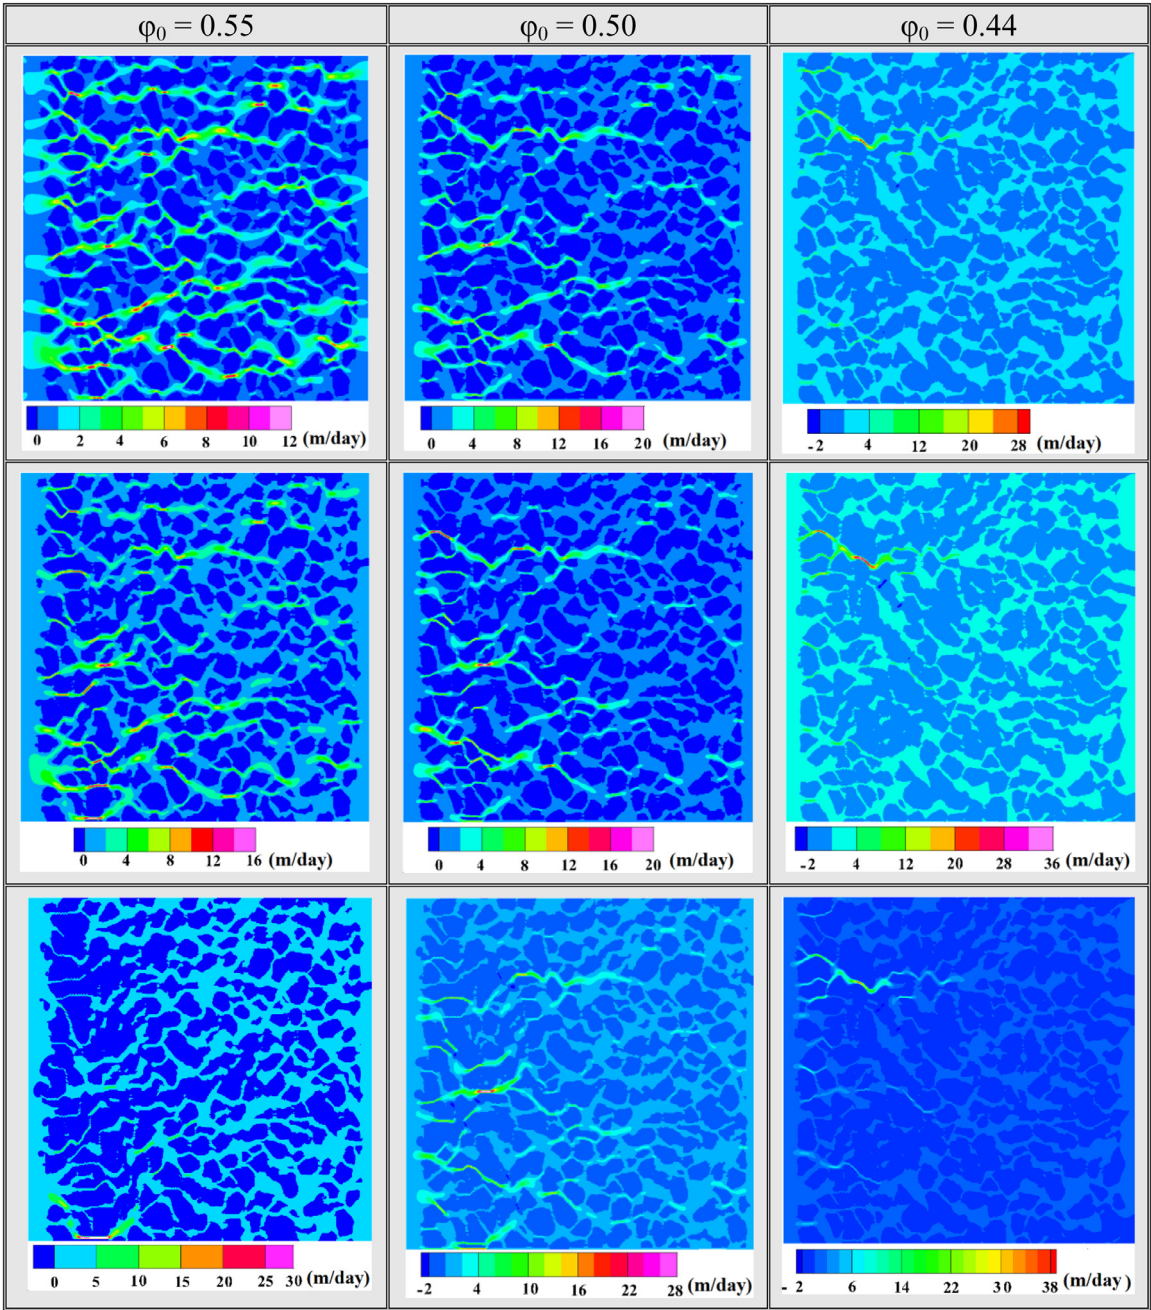 φ₀ = 0.55
φ₀ = 0.50
φ₀ = 0.44
0 2 4 6 8 10 12 (m/day)
0 4 8 12 16 20 (m/day)
-2 4 12 20 28 (m/day)
0 4 8 12 16 (m/day)
0 4 8 12 16 20 (m/day)
-2 4 12 20 28 36 (m/day)
0 5 10 15 20 25 30 (m/day)
-2 4 10 16 22 28 (m/day)
- 2 6 14 22 30 38 (m/day )